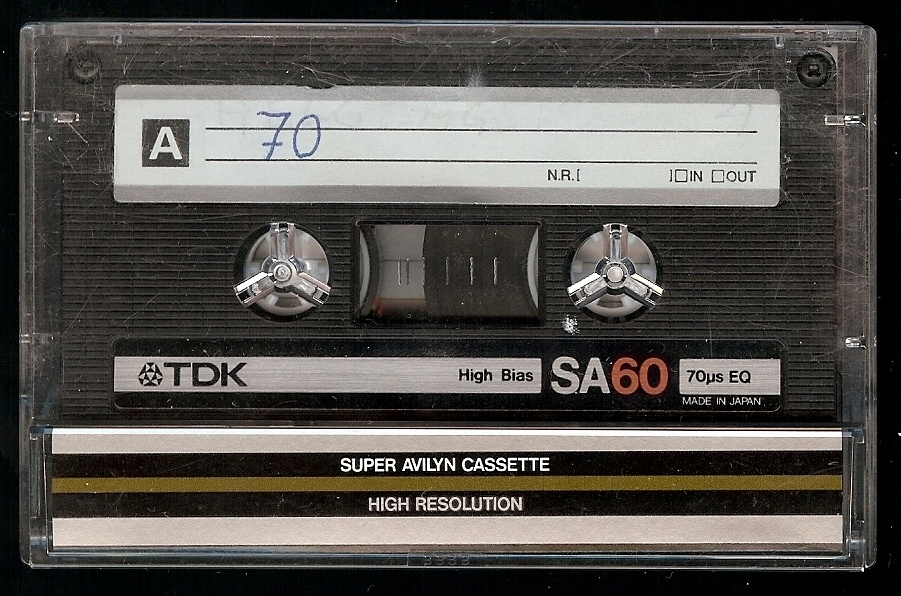 A 70
N.R.[ ]☐IN ☐OUT
TDK High Bias SA60 70µs EQ
MADE IN JAPAN
SUPER AVILYN CASSETTE
HIGH RESOLUTION